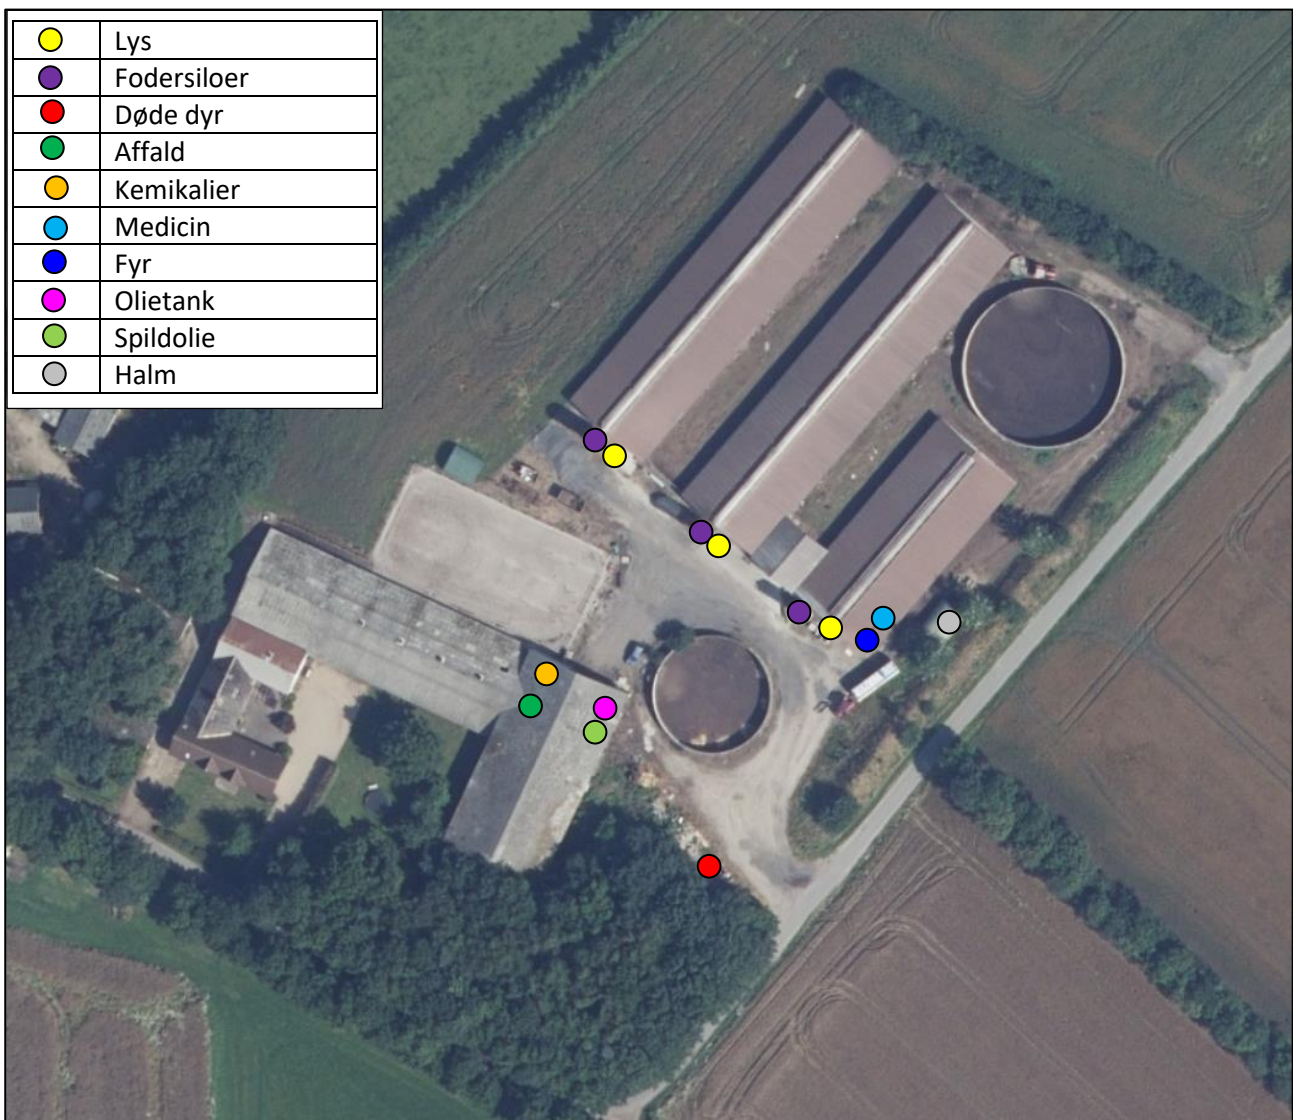 Lys
Fodersiloer
Døde dyr
Affald
Kemikalier
Medicin
Fyr
Olietank
Spildolie
Halm